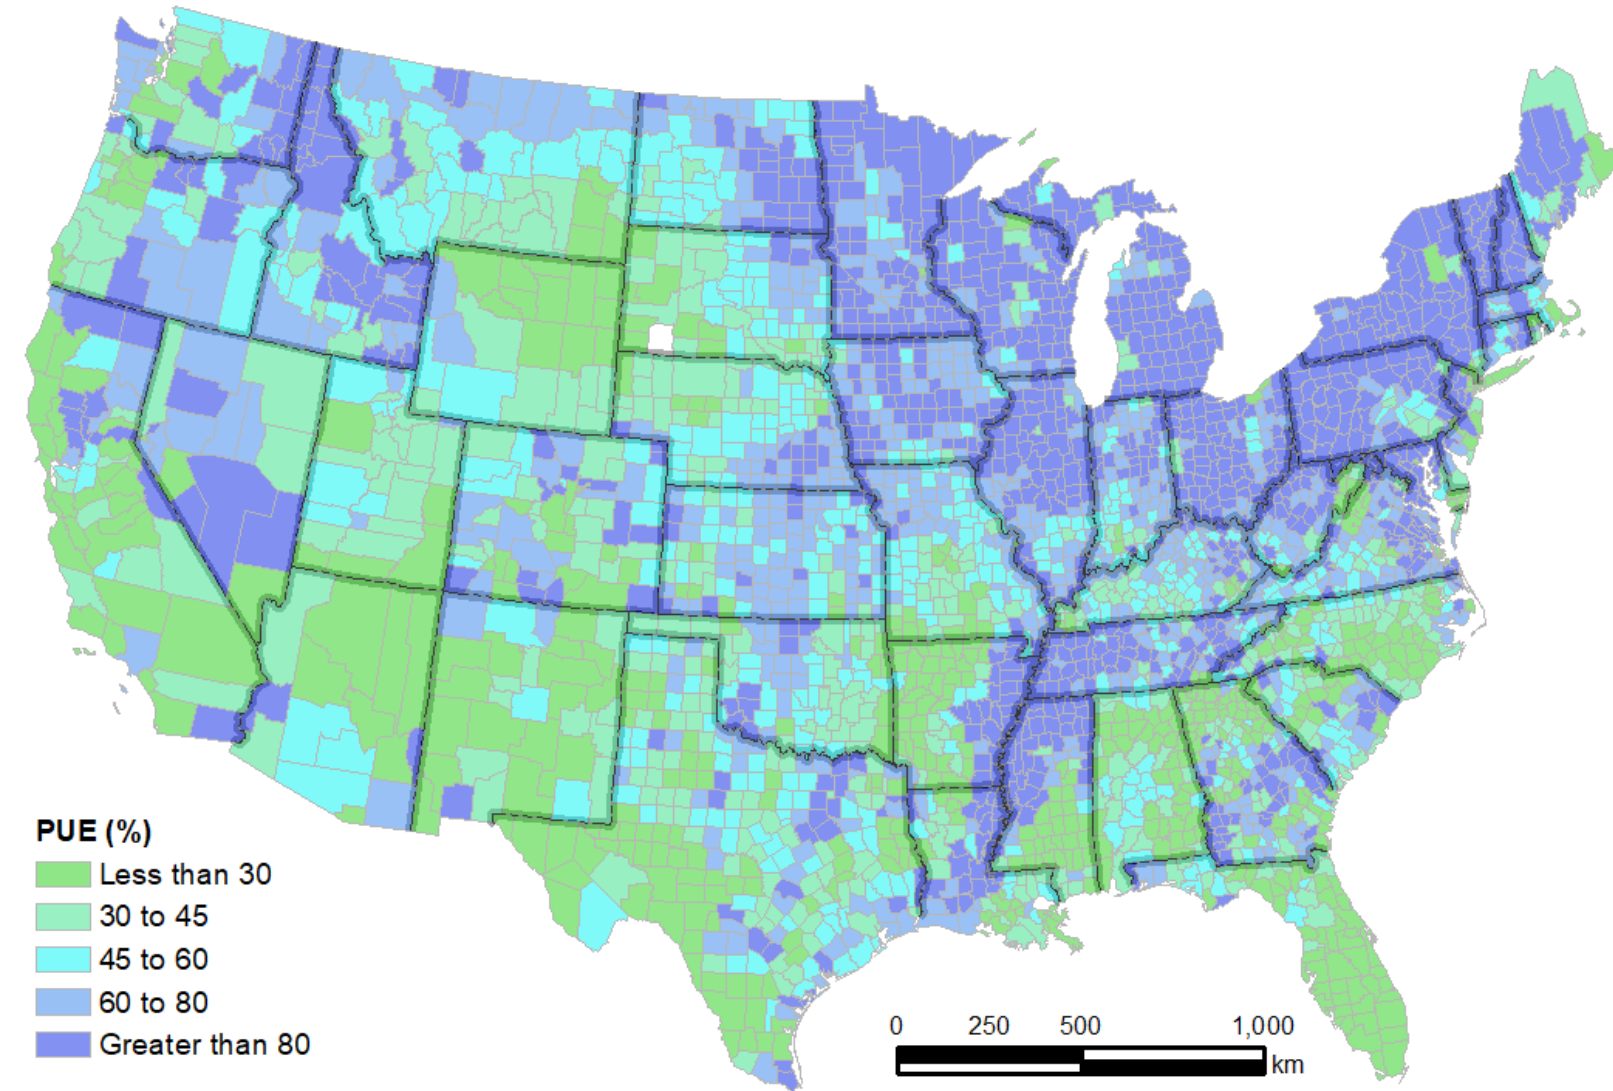 PUE (%)
Less than 30
30 to 45
45 to 60
60 to 80
Greater than 80
0 250 500 1,000
km